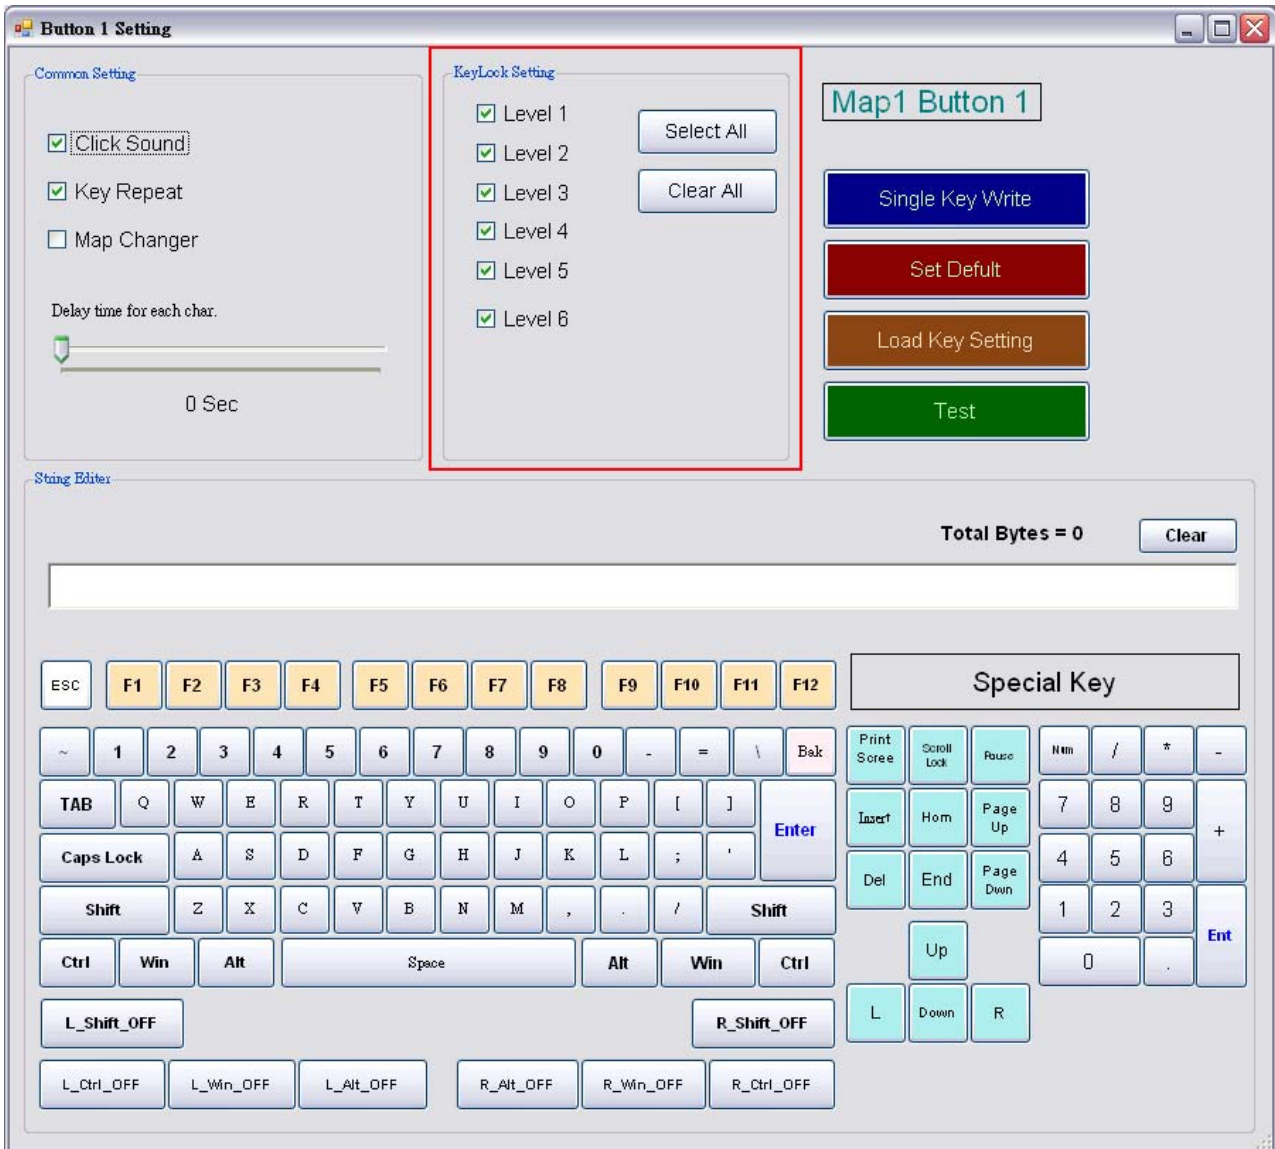 Button 1 Setting
Common Setting
Click Sound
Key Repeat
Map Changer
Delay time for each char.
0 Sec
KeyLock Setting
Level 1
Level 2
Level 3
Level 4
Level 5
Level 6
Select All
Clear All
Map1 Button 1
Single Key Write
Set Defult
Load Key Setting
Test
String Editer
Total Bytes = 0
Clear
ESC F1 F2 F3 F4 F5 F6 F7 F8 F9 F10 F11 F12
~ 1 2 3 4 5 6 7 8 9 0 - = \ Bak
TAB Q W E R T Y U I O P [ ]
Enter
Caps Lock A S D F G H J K L ; '
Shift Z X C V B N M , . / Shift
Ctrl Win Alt Space Alt Win Ctrl
L_Shift_OFF R_Shift_OFF
L_Ctrl_OFF L_Win_OFF L_Alt_OFF R_Alt_OFF R_Win_OFF R_Ctrl_OFF
Special Key
Print
Scree
Scroll
Lock
Pause
Insert
Hom
Page
Up
Del
End
Page
Dwn
Up
L Down R
Num / * -
7 8 9
+
4 5 6
1 2 3
Ent
0 .